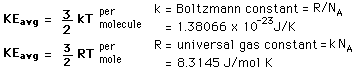 KEavg = 3/2 kT per molecule
k = Boltzmann constant = R/NA
= 1.38066 x 10^-23 J/K
KEavg = 3/2 RT per mole
R = universal gas constant = k NA
= 8.3145 J/mol K